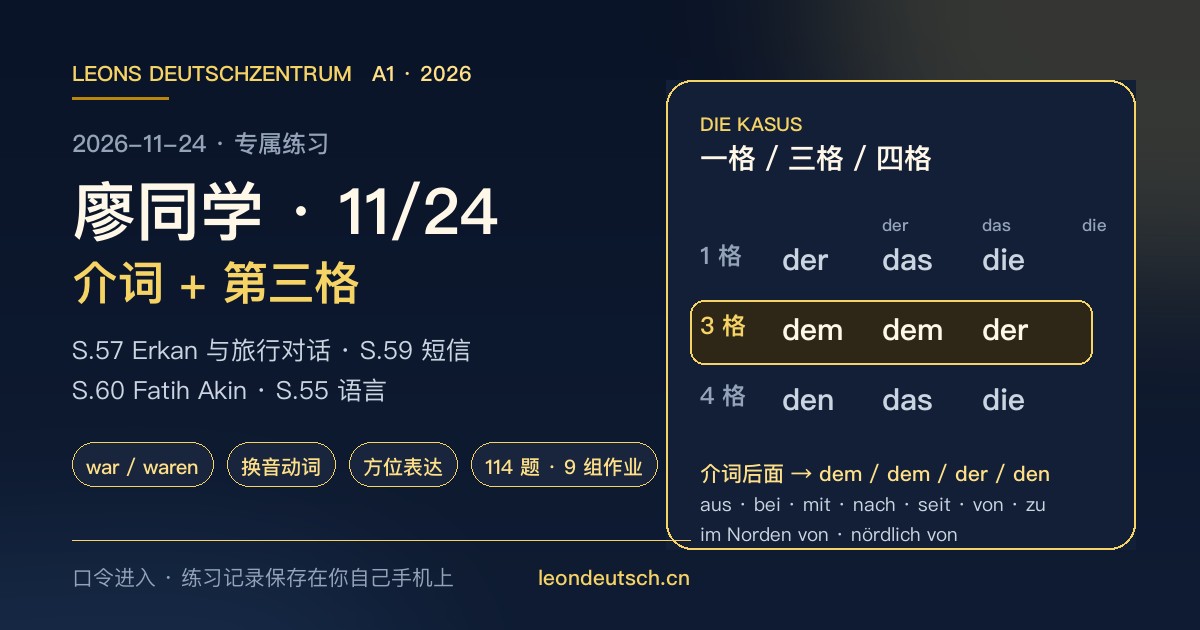 LEONS DEUTSCHZENTRUM A1 · 2026
2026–11–24 · 专属练习
廖同学 · 11/24
介词 + 第三格
S.57 Erkan 与旅行对话 · S.59 短信
S.60 Fatih Akin · S.55 语言
war / waren
换音动词
方位表达
114 题 · 9 组作业
口令进入 · 练习记录保存在你自己手机上
leondeutsch.cn
DIE KASUS
一格 / 三格 / 四格
der das die
1 格 der das die
3 格 dem dem der
4 格 den das die
介词后面 → dem / dem / der / den
aus · bei · mit · nach · seit · von · zu
im Norden von · nördlich von